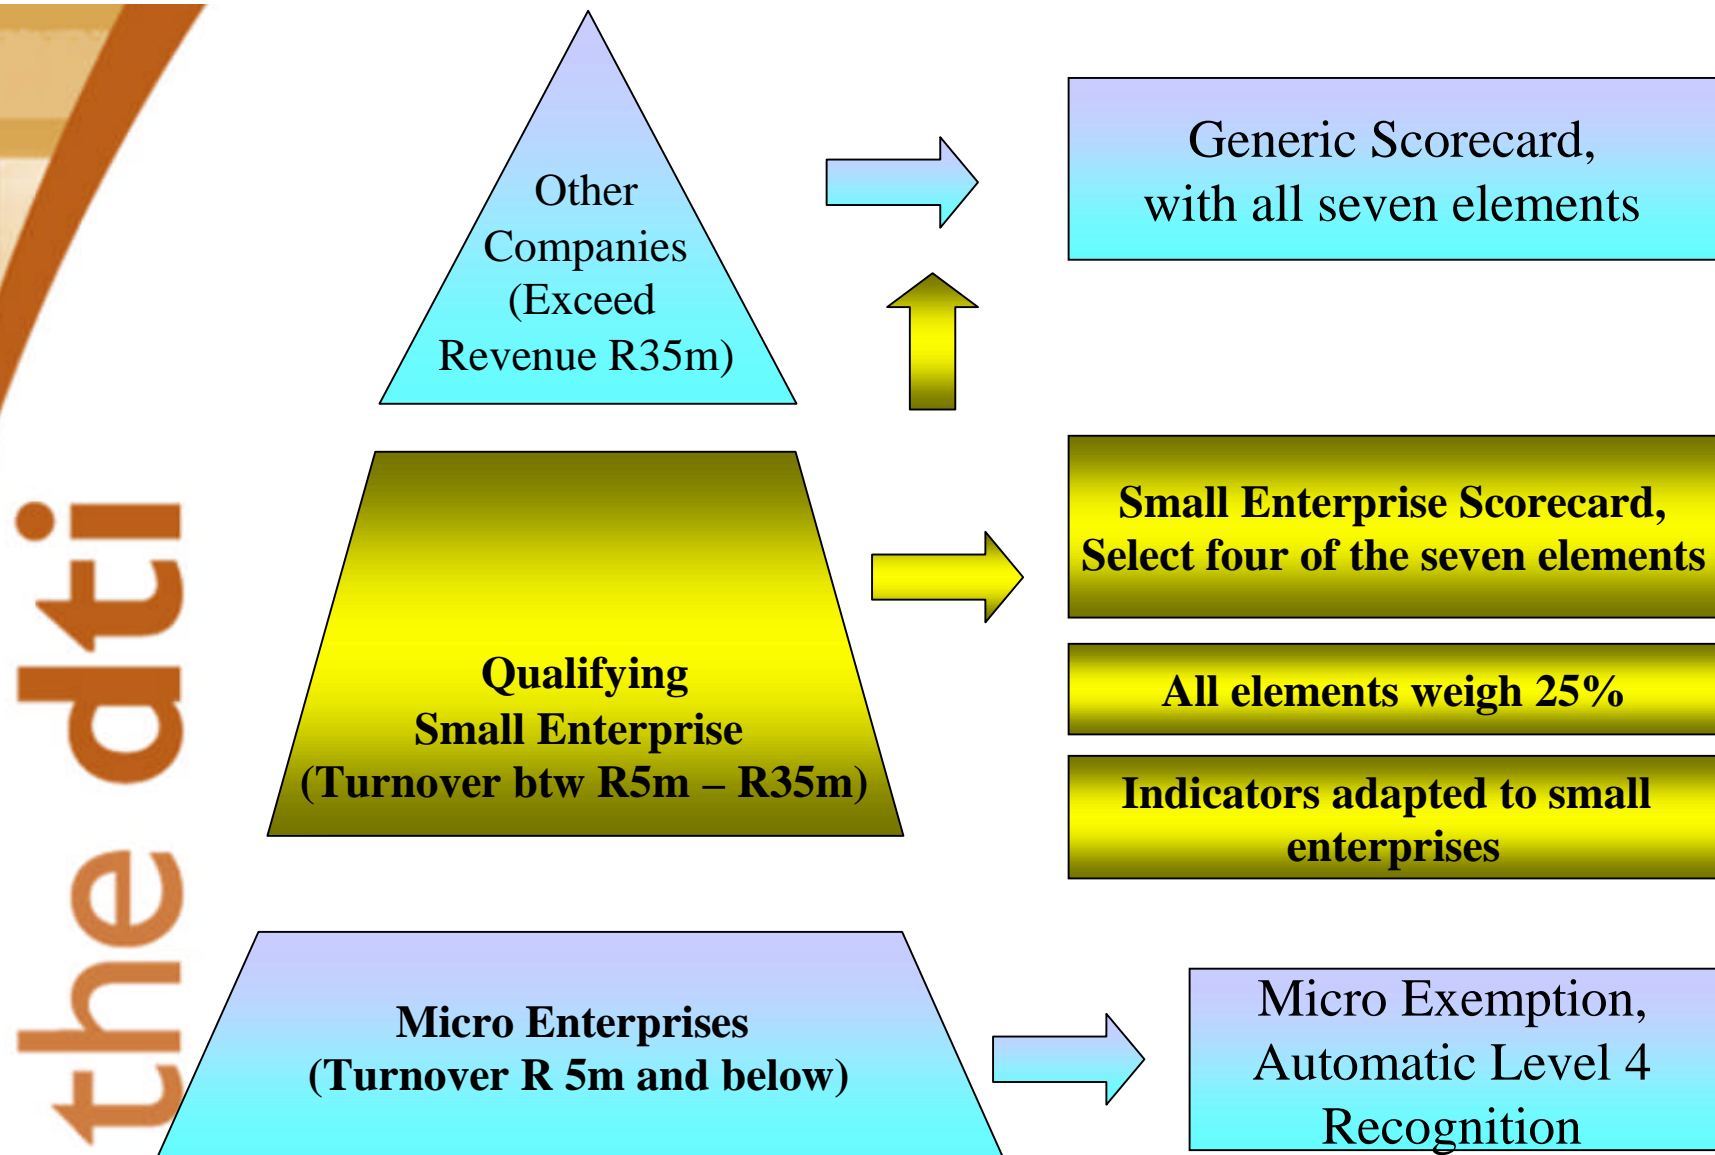 the dti
Other
Companies
(Exceed
Revenue R35m)
Generic Scorecard,
with all seven elements
Qualifying
Small Enterprise
(Turnover btw R5m – R35m)
Small Enterprise Scorecard,
Select four of the seven elements
All elements weigh 25%
Indicators adapted to small
enterprises
Micro Enterprises
(Turnover R 5m and below)
Micro Exemption,
Automatic Level 4
Recognition